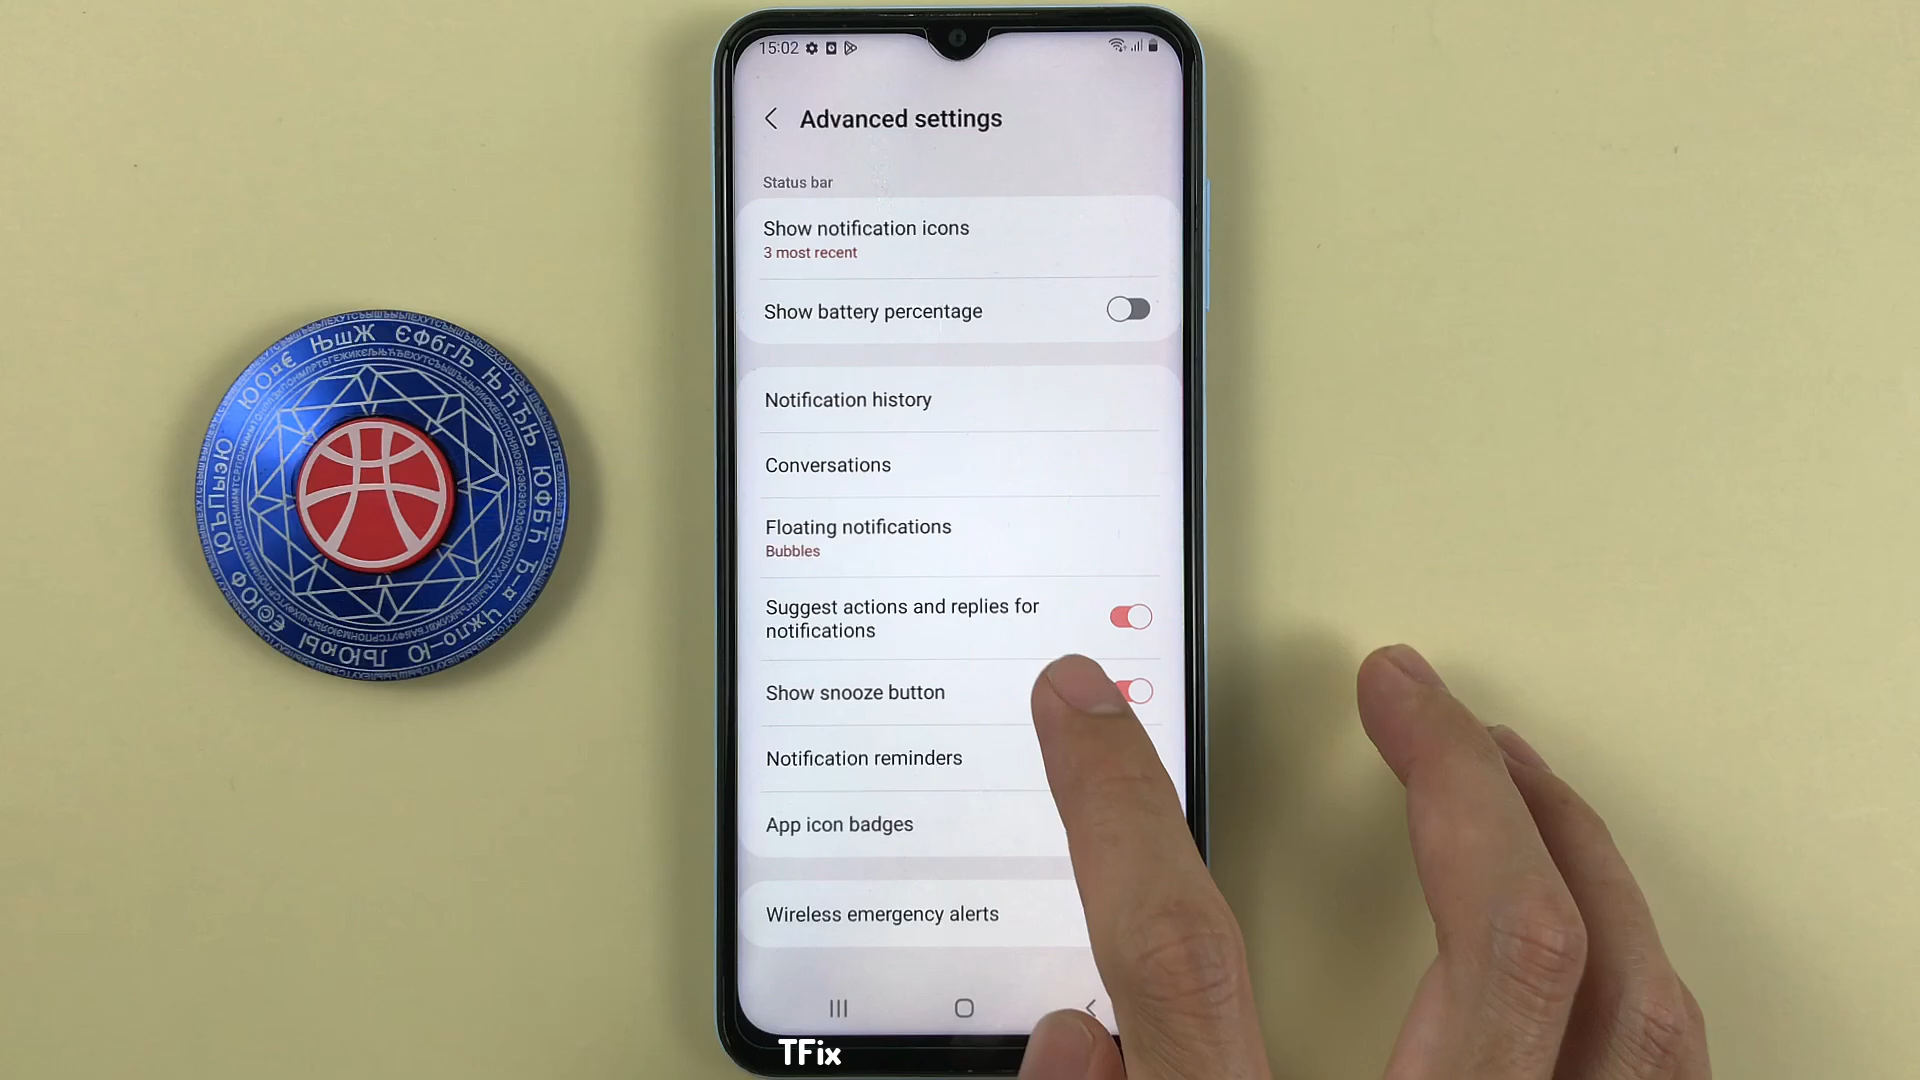 15:02
Advanced settings
Status bar
Show notification icons
3 most recent
Show battery percentage
Notification history
Conversations
Floating notifications
Bubbles
Suggest actions and replies for
notifications
Show snooze button
Notification reminders
App icon badges
Wireless emergency alerts
TFix